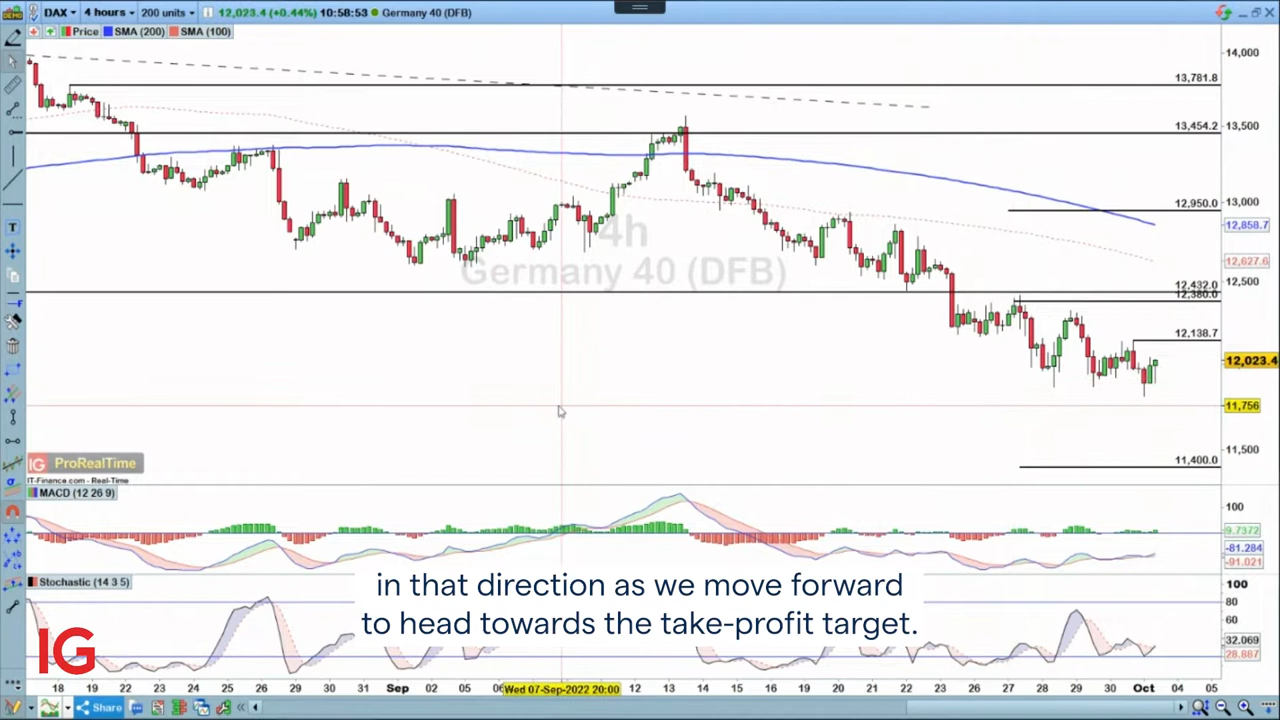 DEMO DAX 4 hours 200 units 12,023.4 (+0.44%) 10:58:53 Germany 40 (DFB)
Price SMA (200) SMA (100)
14,000
13,781.8
13,500
13,454.2
13,000
12,950.0
12,858.7
12,627.6
12,500
12,432.0
12,380.0
12,138.7
12,023.4
11,756
11,500
11,400.0
4h
Germany 40 (DFB)
IG ProRealTime
IT-Finance.com - Real-Time
MACD (12 26 9)
100
9.7372
-81.284
-91.021
Stochastic (14 3 5)
100
80
60
32.069
28.887
in that direction as we move forward
to head towards the take-profit target.
IG
18 19 22 23 24 25 26 29 30 31 Sep 02 05 Wed 07-Sep-2022 20:00 09 12 13 14 15 16 19 20 21 22 23 26 27 28 29 30 Oct 04 05
Share